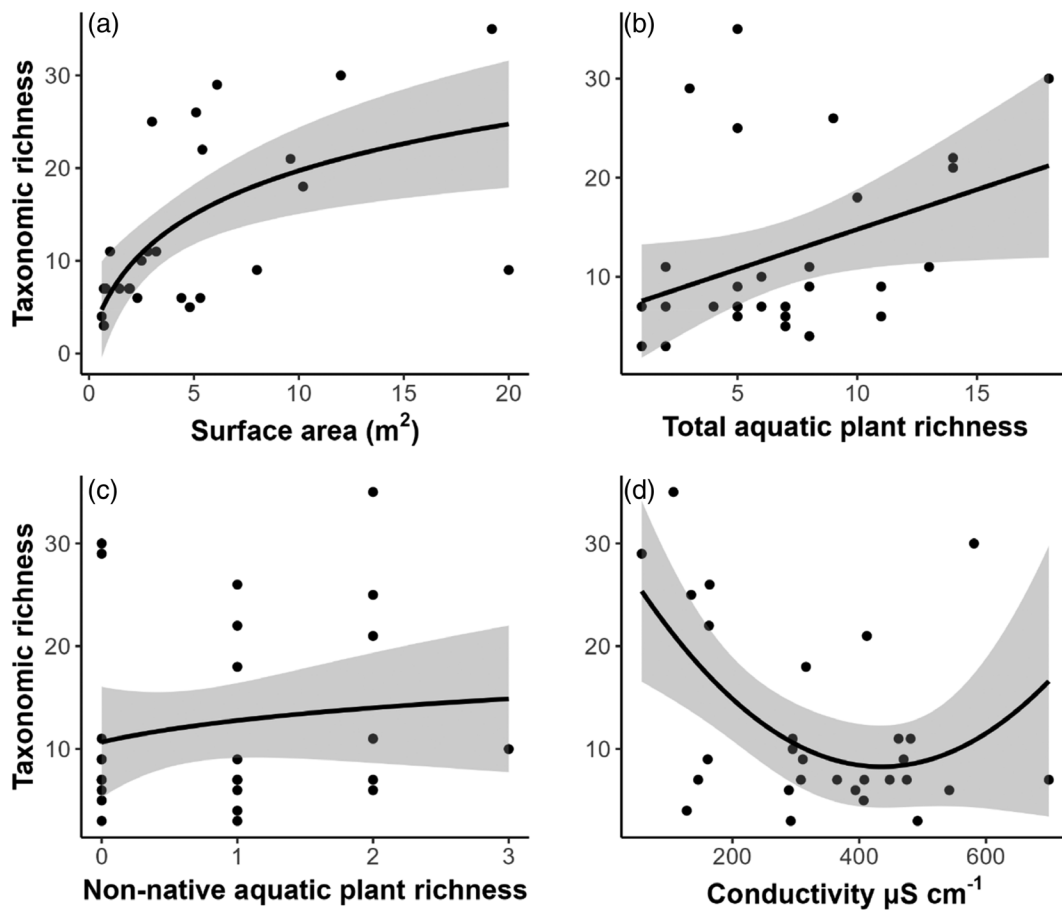 (a)
Taxonomic richness
30
20
10
0
0 5 10 15 20
Surface area (m²)
(b)
30
20
10
5 10 15
Total aquatic plant richness
(c)
Taxonomic richness
30
20
10
0 1 2 3
Non-native aquatic plant richness
(d)
30
20
10
200 400 600
Conductivity µS cm⁻¹